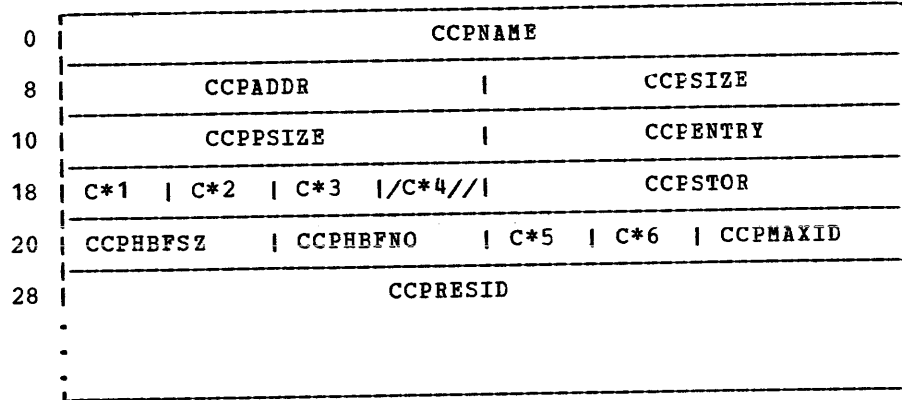 0 | CCPNAME
8 | CCPADDR | CCPSIZE
10 | CCPPSIZE | CCPENTRY
18 | C*1 | C*2 | C*3 |/C*4//| CCPSTOR
20 | CCPHBFSZ | CCPHBFNO | C*5 | C*6 | CCPMAXID
28 | CCPRESID